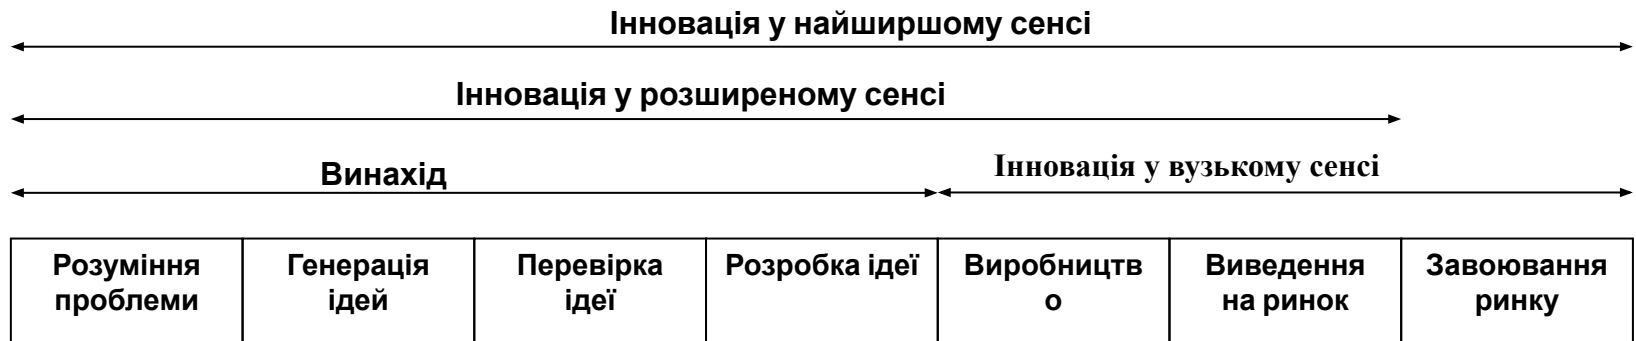 Інновація у найширшому сенсі
Інновація у розширеному сенсі
Винахід
Інновація у вузькому сенсі
Розуміння
проблеми
Генерація
ідей
Перевірка
ідеї
Розробка ідеї
Виробництв
о
Виведення
на ринок
Завоювання
ринку